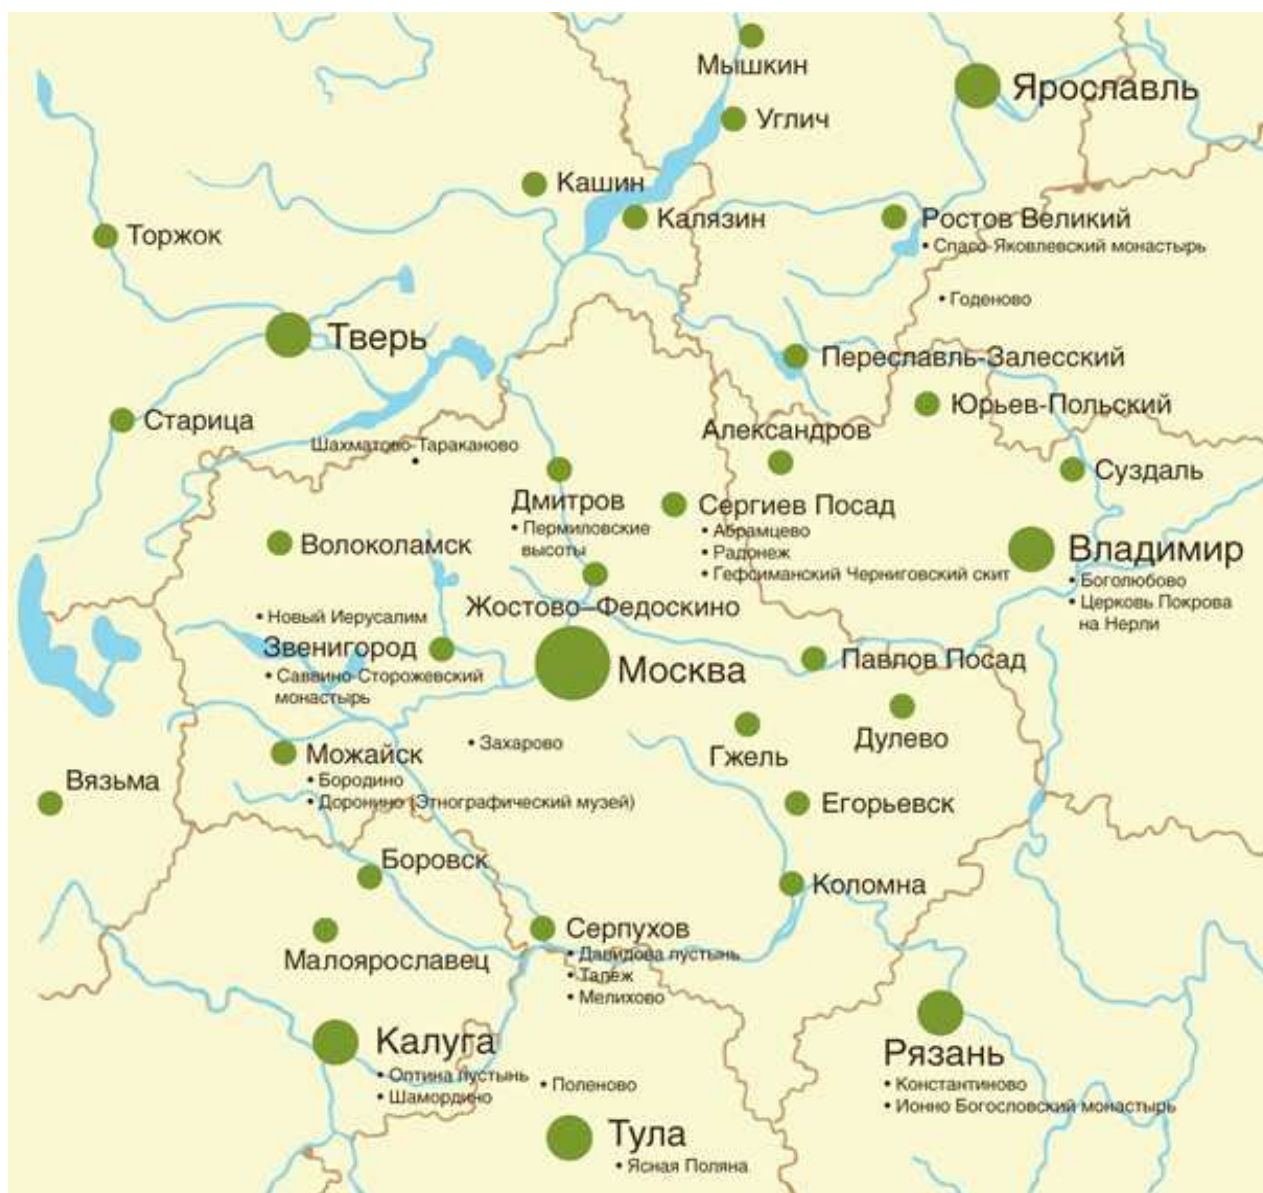 Мышкин
Ярославль
Углич
Кашин
Калязин
Ростов Великий
• Спасо-Яковлевский монастырь
Торжок
• Годеново
Тверь
Переславль-Залесский
Юрьев-Польский
Старица
Александров
Шахматово-Тараканово
•
Суздаль
Дмитров
• Пермиловские
высоты
Сергиев Посад
• Абрамцево
• Радонеж
• Гефсиманский Черниговский скит
Волоколамск
Владимир
• Боголюбово
• Церковь Покрова
на Нерли
Жостово–Федоскино
• Новый Иерусалим
Звенигород
• Саввино-Сторожевский
монастырь
Москва
Павлов Посад
Дулево
Гжель
• Захарово
Можайск
• Бородино
• Доронино (Этнографический музей)
Вязьма
Егорьевск
Боровск
Коломна
Серпухов
• Давидова пустынь
• Талеж
• Мелихово
Малоярославец
Калуга
• Оптина пустынь
• Шамордино
• Поленово
Рязань
• Константиново
• Ионно Богословский монастырь
Тула
• Ясная Поляна